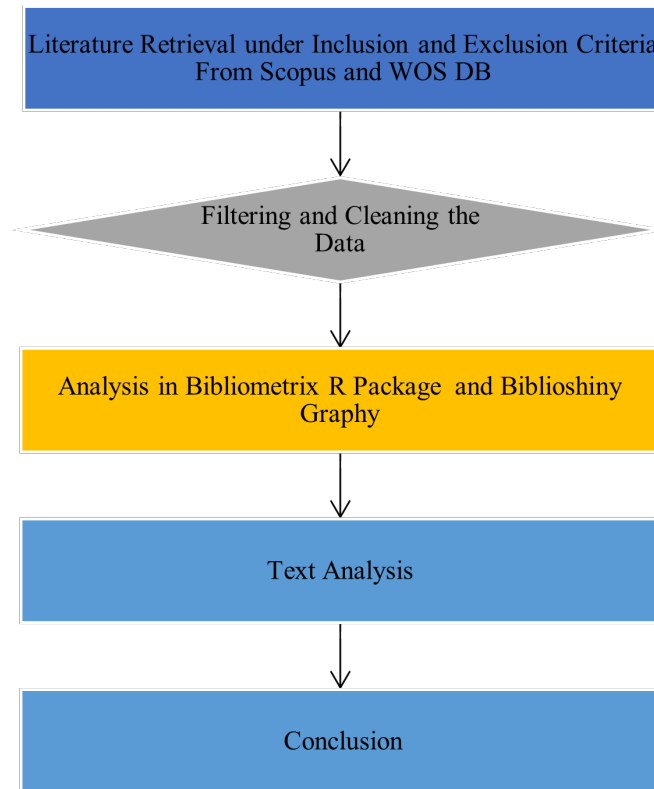 Literature Retrieval under Inclusion and Exclusion Criteria
From Scopus and WOS DB
Filtering and Cleaning the
Data
Analysis in Bibliometrix R Package and Biblioshiny
Graphy
Text Analysis
Conclusion